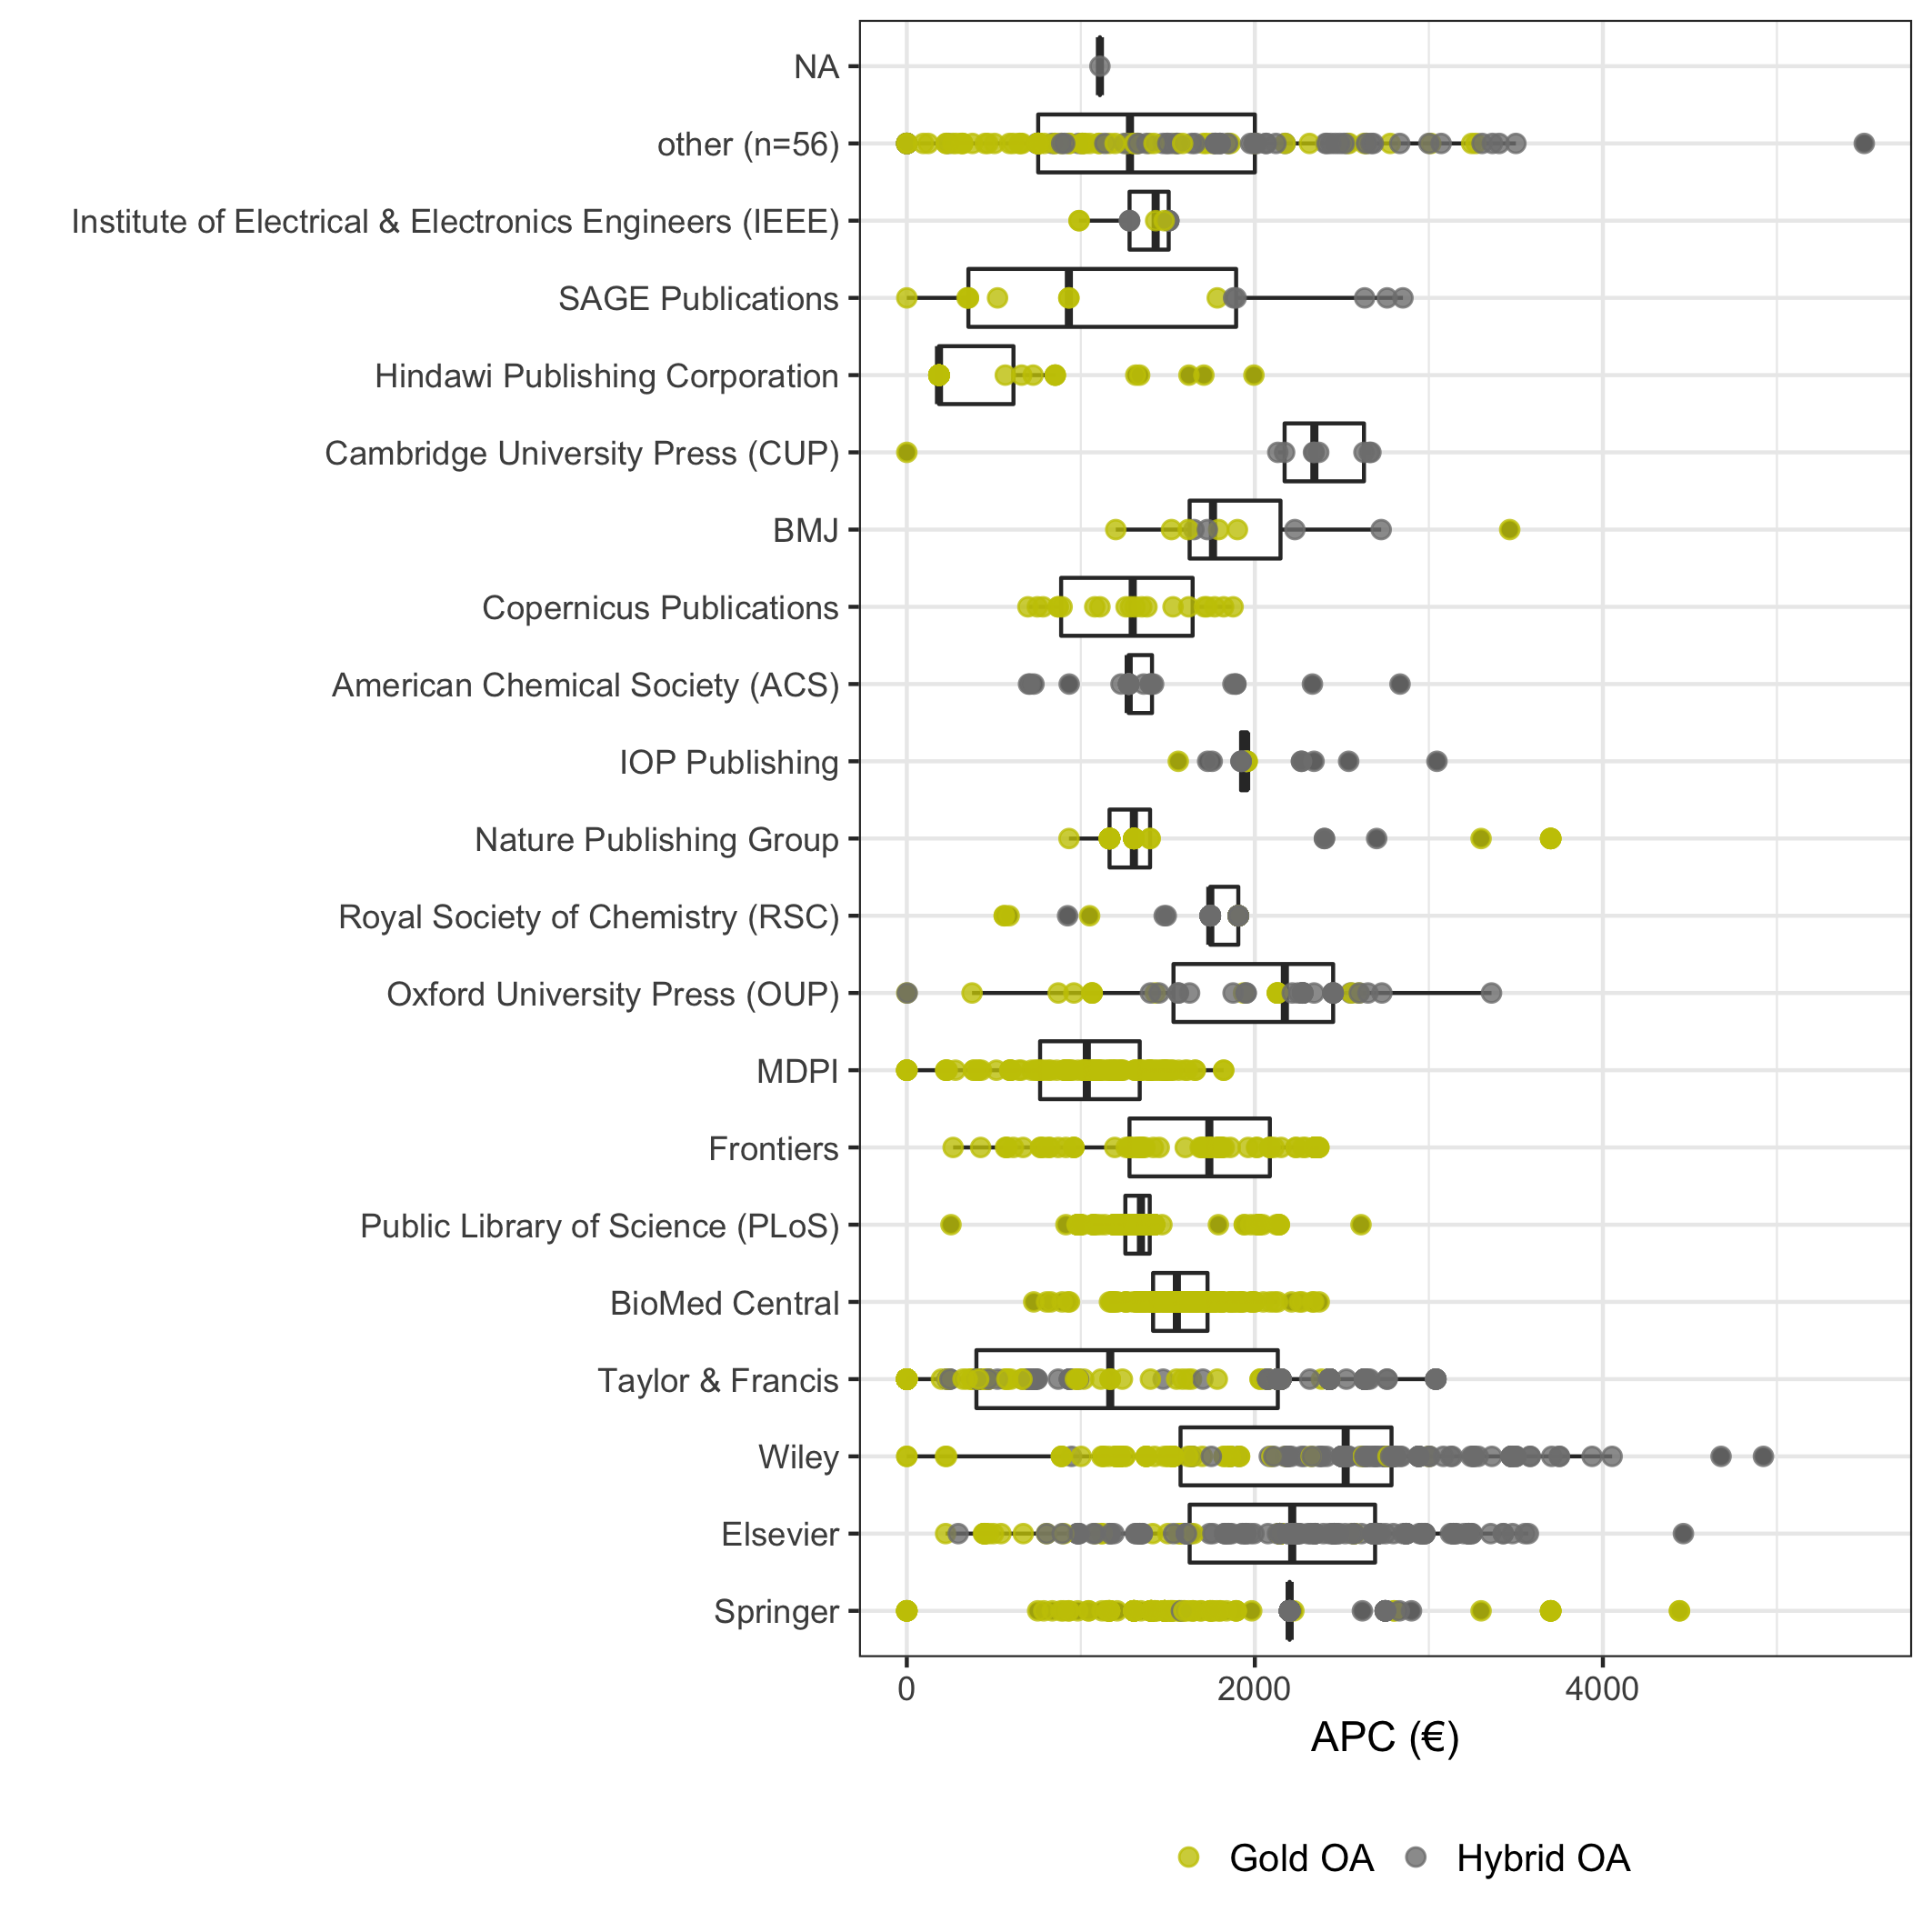 NA
other (n=56)
Institute of Electrical & Electronics Engineers (IEEE)
SAGE Publications
Hindawi Publishing Corporation
Cambridge University Press (CUP)
BMJ
Copernicus Publications
American Chemical Society (ACS)
IOP Publishing
Nature Publishing Group
Royal Society of Chemistry (RSC)
Oxford University Press (OUP)
MDPI
Frontiers
Public Library of Science (PLoS)
BioMed Central
Taylor & Francis
Wiley
Elsevier
Springer
0 2000 4000
APC (€)
Gold OA Hybrid OA